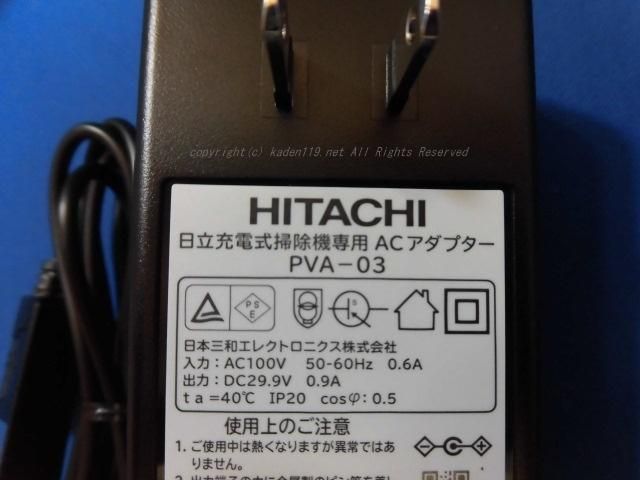 copyright(c) kaden119.net All Rights Reserved
HITACHI
日立充電式掃除機専用 ACアダプター
PVA-03
PS
E
S
日本三和エレクトロニクス株式会社
入力：AC100V 50-60Hz 0.6A
出力：DC29.9V 0.9A
ta=40℃ IP20 cosφ：0.5
使用上のご注意
1. ご使用中は熱くなりますが異常ではあ
りません。